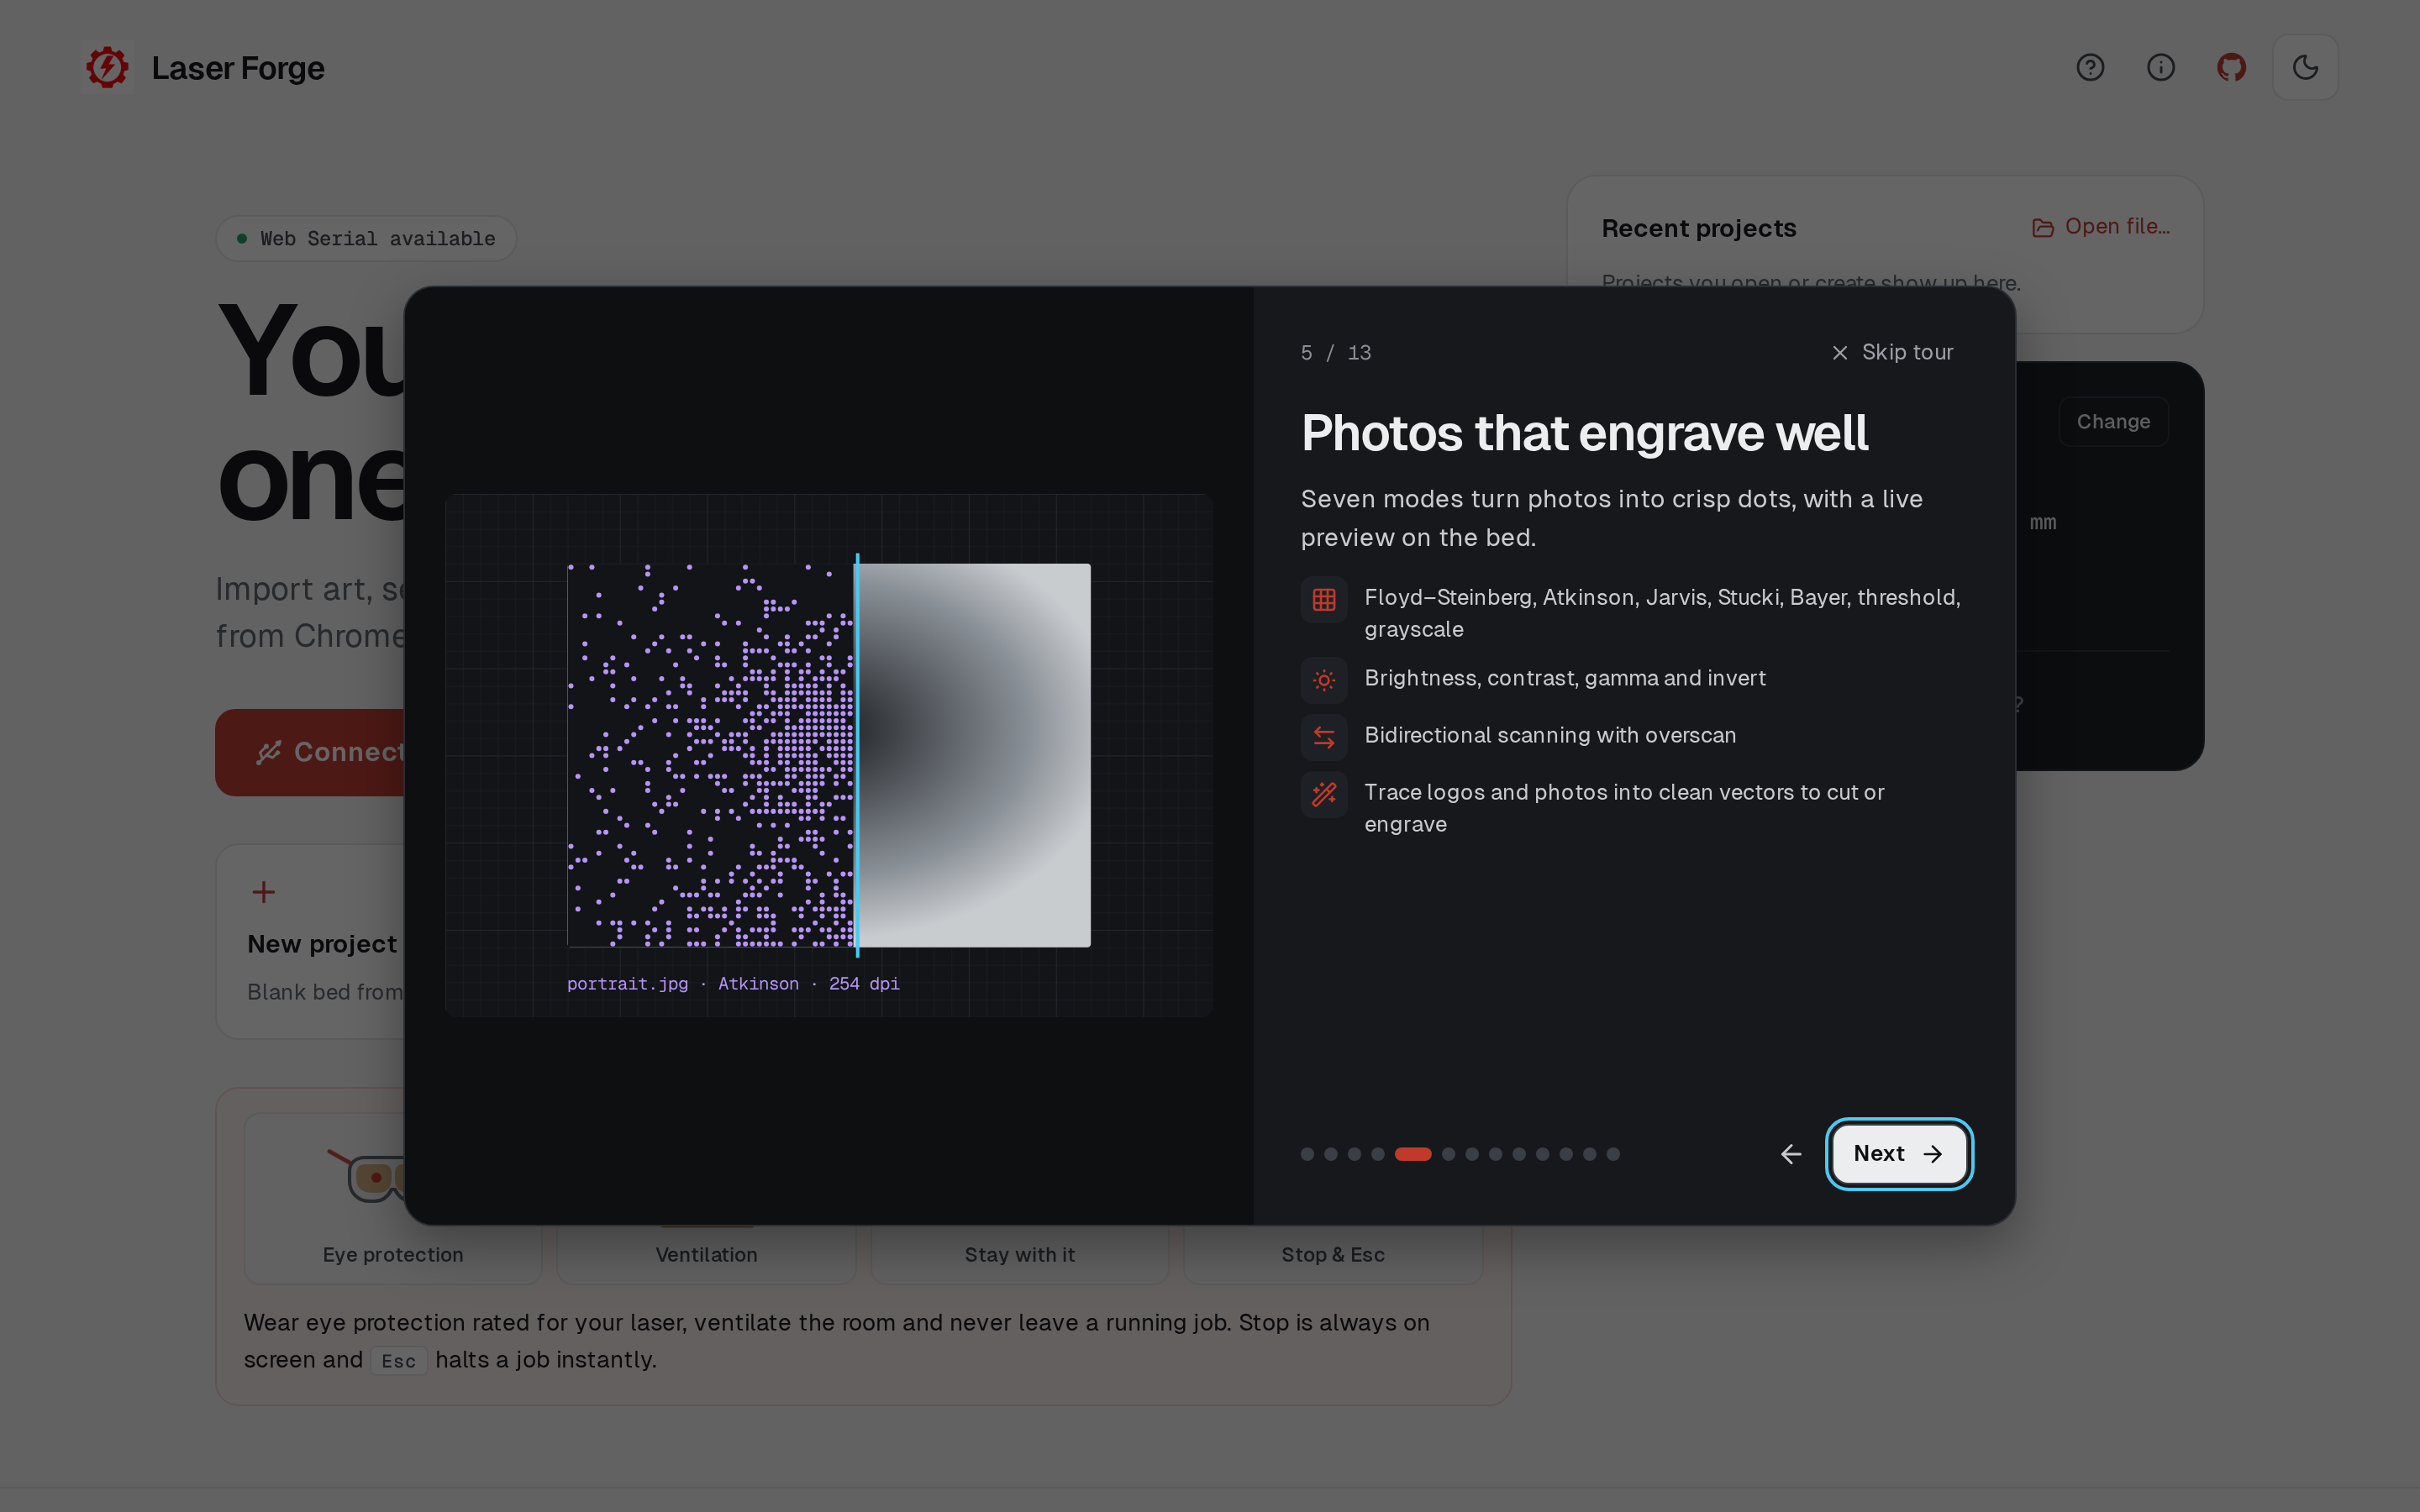 Laser Forge
Web Serial available
Recent projects
Open file...
Projects you open or create show up here.
You
one
Import art, se
from Chrome
Connect
New project
Blank bed from
Change
mm
?
5 / 13
Skip tour
Photos that engrave well
Seven modes turn photos into crisp dots, with a live
preview on the bed.
Floyd–Steinberg, Atkinson, Jarvis, Stucki, Bayer, threshold,
grayscale
Brightness, contrast, gamma and invert
Bidirectional scanning with overscan
Trace logos and photos into clean vectors to cut or
engrave
portrait.jpg · Atkinson · 254 dpi
Next
Eye protection
Ventilation
Stay with it
Stop & Esc
Wear eye protection rated for your laser, ventilate the room and never leave a running job. Stop is always on
screen and Esc halts a job instantly.